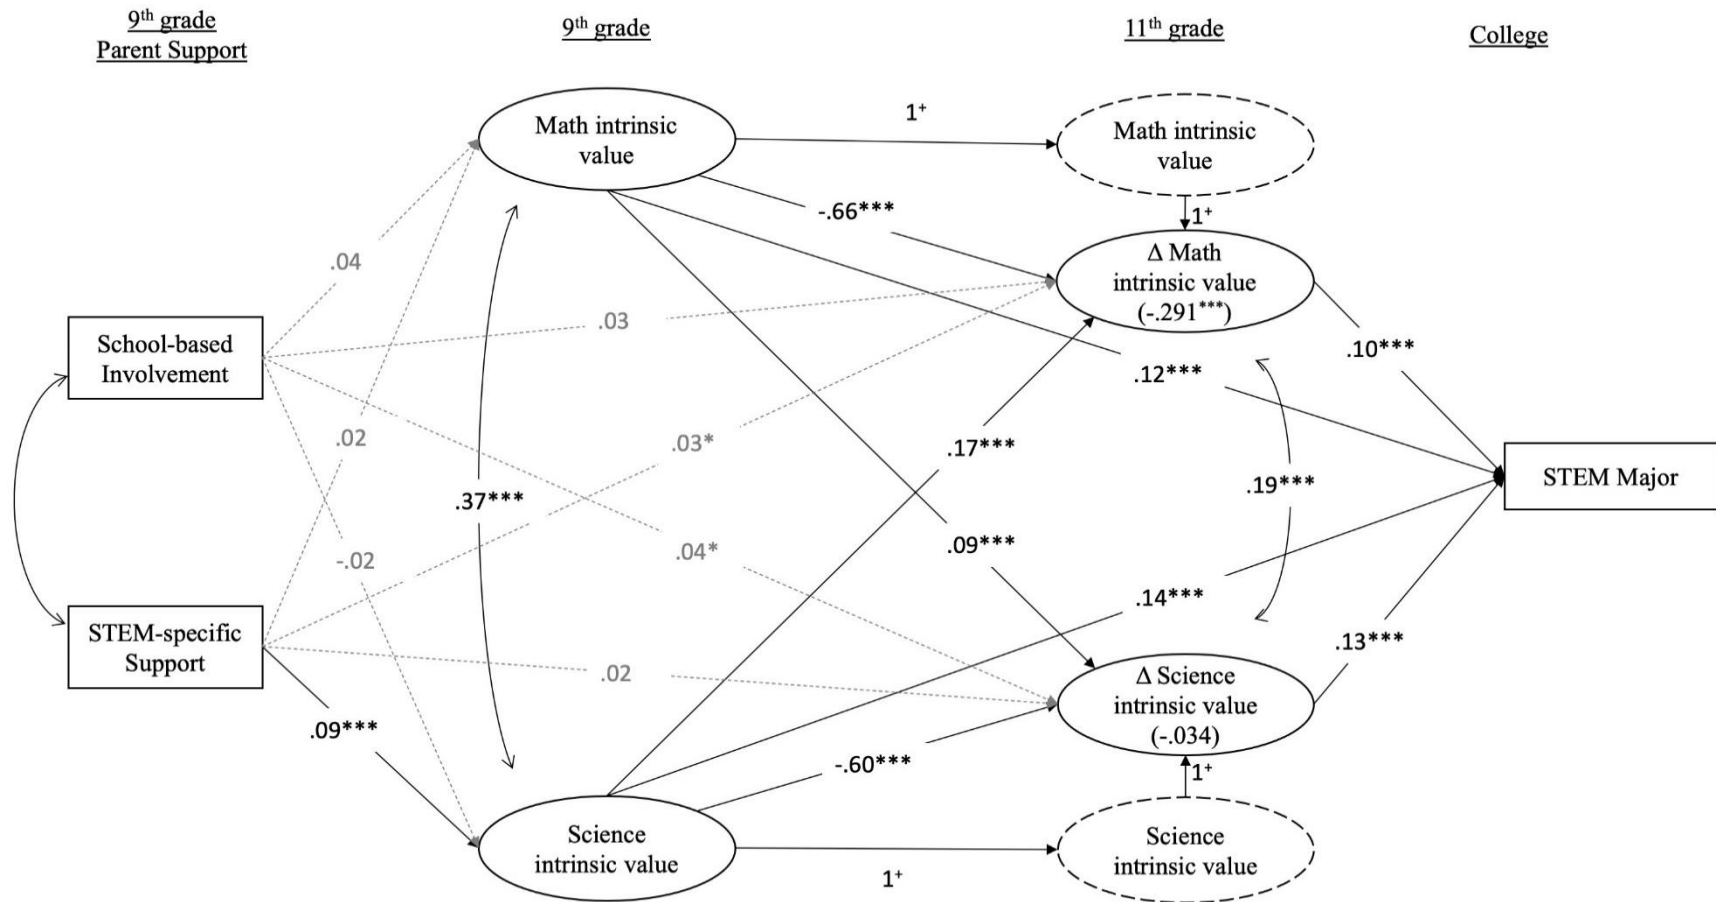 9th grade
Parent Support
9th grade
11th grade
College
Math intrinsic
value
1+
Math intrinsic
value
-.66***
1+
.04
Δ Math
intrinsic value
(-.291***)
.03
School-based
Involvement
.10***
.12***
.02
.03*
.17***
.37***
.19***
STEM Major
-.02
.04*
.09***
.14***
STEM-specific
Support
.02
.13***
Δ Science
intrinsic value
(-.034)
.09***
-.60***
1+
Science
intrinsic value
Science
intrinsic value
1+